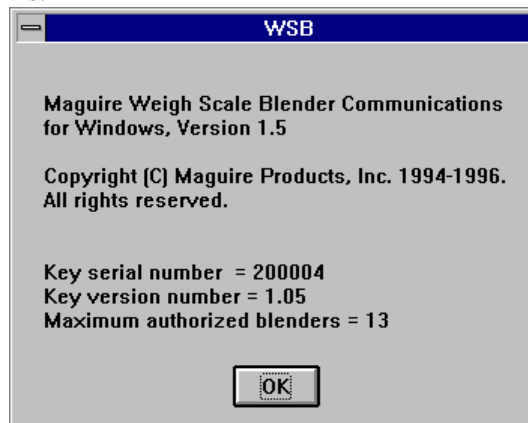 WSB
Maguire Weigh Scale Blender Communications
for Windows, Version 1.5
Copyright (C) Maguire Products, Inc. 1994-1996.
All rights reserved.
Key serial number  = 200004
Key version number = 1.05
Maximum authorized blenders = 13
OK